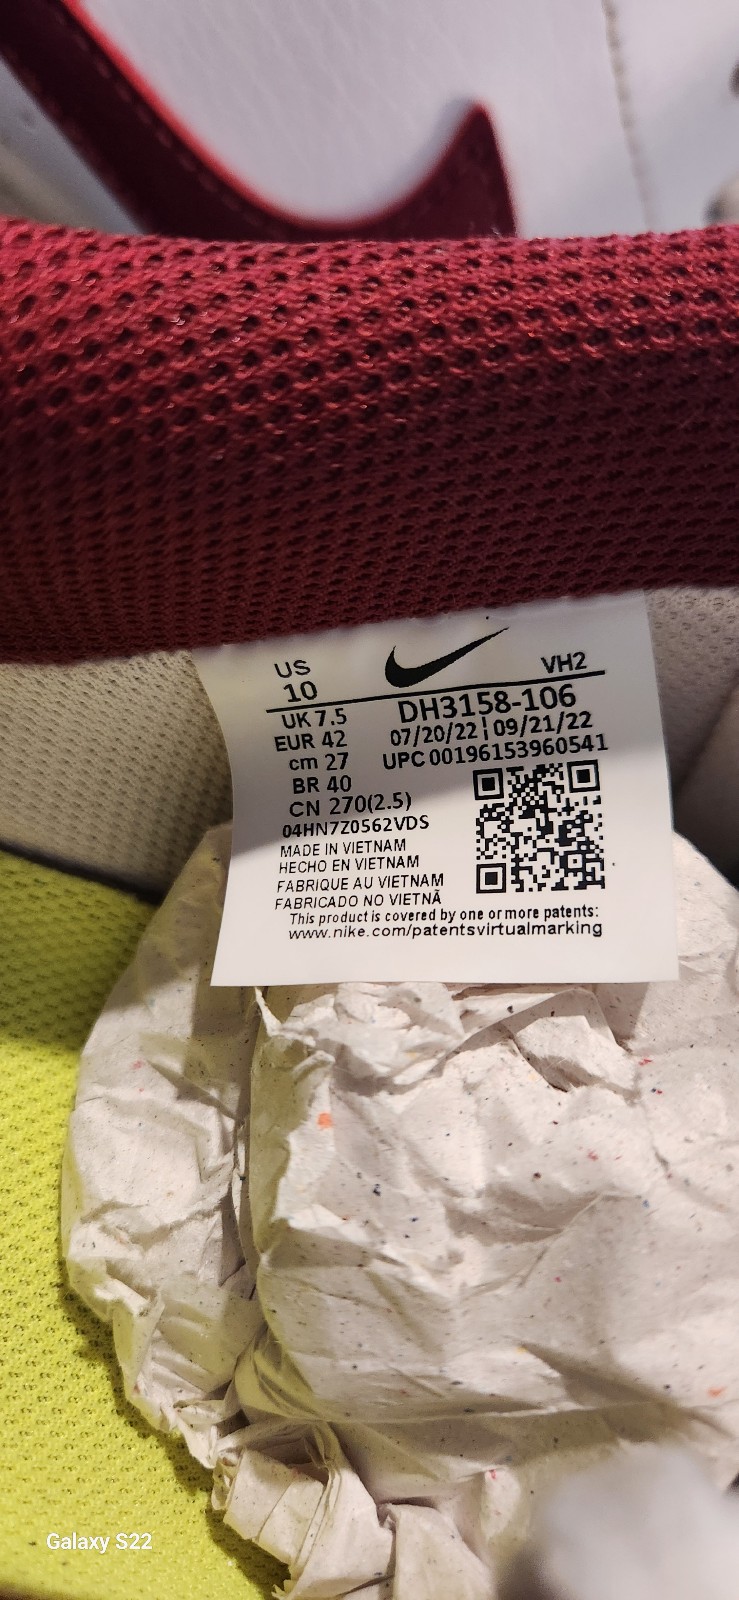 US
10
VH2
UK 7.5
DH3158-106
EUR 42
07/20/22 | 09/21/22
cm 27
UPC 00196153960541
BR 40
CN 270(2.5)
04HN7Z0562VDS
MADE IN VIETNAM
HECHO EN VIETNAM
FABRIQUE AU VIETNAM
FABRICADO NO VIETNÃ
This product is covered by one or more patents:
www.nike.com/patentsvirtualmarking
Galaxy S22